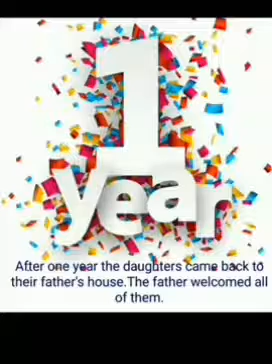 1
year
After one year the daughters came back to
their father's house.The father welcomed all
of them.